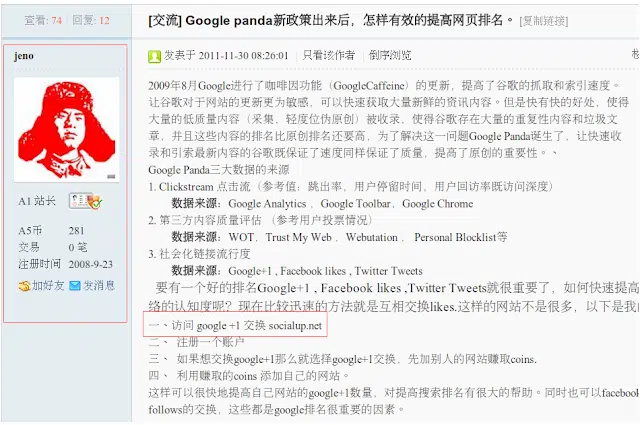 查看: 74 | 回复: 12
[交流] Google panda新政策出来后，怎样有效的提高网页排名。 [复制链接]
jeno
发表于 2011-11-30 08:26:01 | 只看该作者 | 倒序浏览
2009年8月Google进行了咖啡因功能（GoogleCaffeine）的更新，提高了谷歌的抓取和索引速度。
让谷歌对于网站的更新更为敏感，可以快速获取大量新鲜的资讯内容。但是快有快的好处，使得
大量的低质量内容（采集，轻度位伪原创）被收录，使得谷歌存在大量的重复性内容和垃圾文
章，并且这些内容的排名比原创排名还要高，为了解决这一问题Google Panda诞生了，让快速收
录和引索最新内容的谷歌既保证了速度同样保证了质量，提高了原创的重要性。、
Google Panda三大数据的来源
1. Clickstream 点击流（参考值：跳出率，用户停留时间，用户回访率既访问深度）
数据来源：Google Analytics ，Google Toolbar，Google Chrome
2. 第三方内容质量评估 （参考用户投票情况）
数据来源：WOT，Trust My Web ，Webutation ， Personal Blocklist等
3. 社会化链接流行度
数据来源：Google+1 , Facebook likes , Twitter Tweets
要有一个好的排名Google+1 , Facebook likes ,Twitter Tweets就很重要了，如何快速提高
络的认知度呢？现在比较迅速的方法就是互相交换likes.这样的网站不是很多，以下是我
一、访问 google +1 交换 socialup.net
二、 注册一个账户
三、 如果想交换google+1那么就选择google+1交换，先加别人的网站赚取coins.
四、 利用赚取的coins 添加自己的网站。
这样可以很快地提高自己网站的google+1数量，对提高搜索排名有很大的帮助。同时也可以facebook
follows的交换，这些都是google排名很重要的因素。
A1 站长
A5币 281
交易 0 笔
注册时间 2008-9-23
加好友 发消息